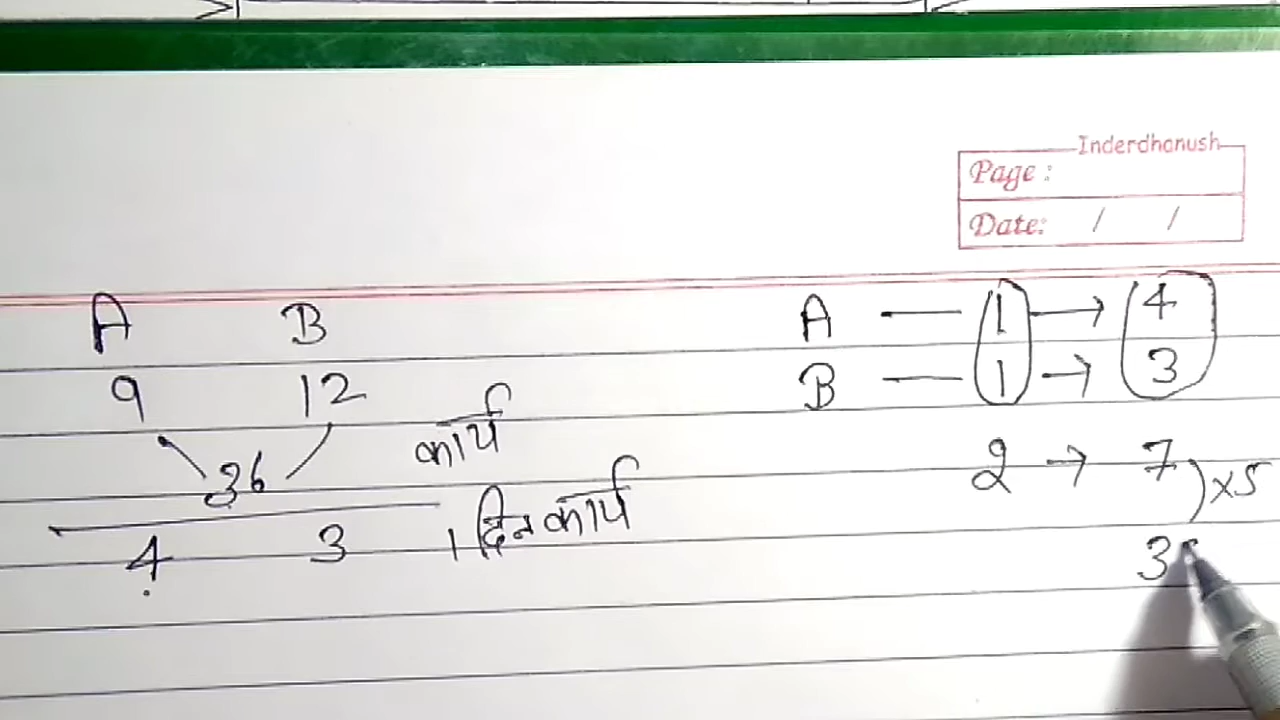 Inderdhanush
Page :
Date: / /
A B
9 12
36 कार्य
4 3 1 दिन कार्य
A — 1 → 4
B — 1 → 3
2 → 7
×5
3